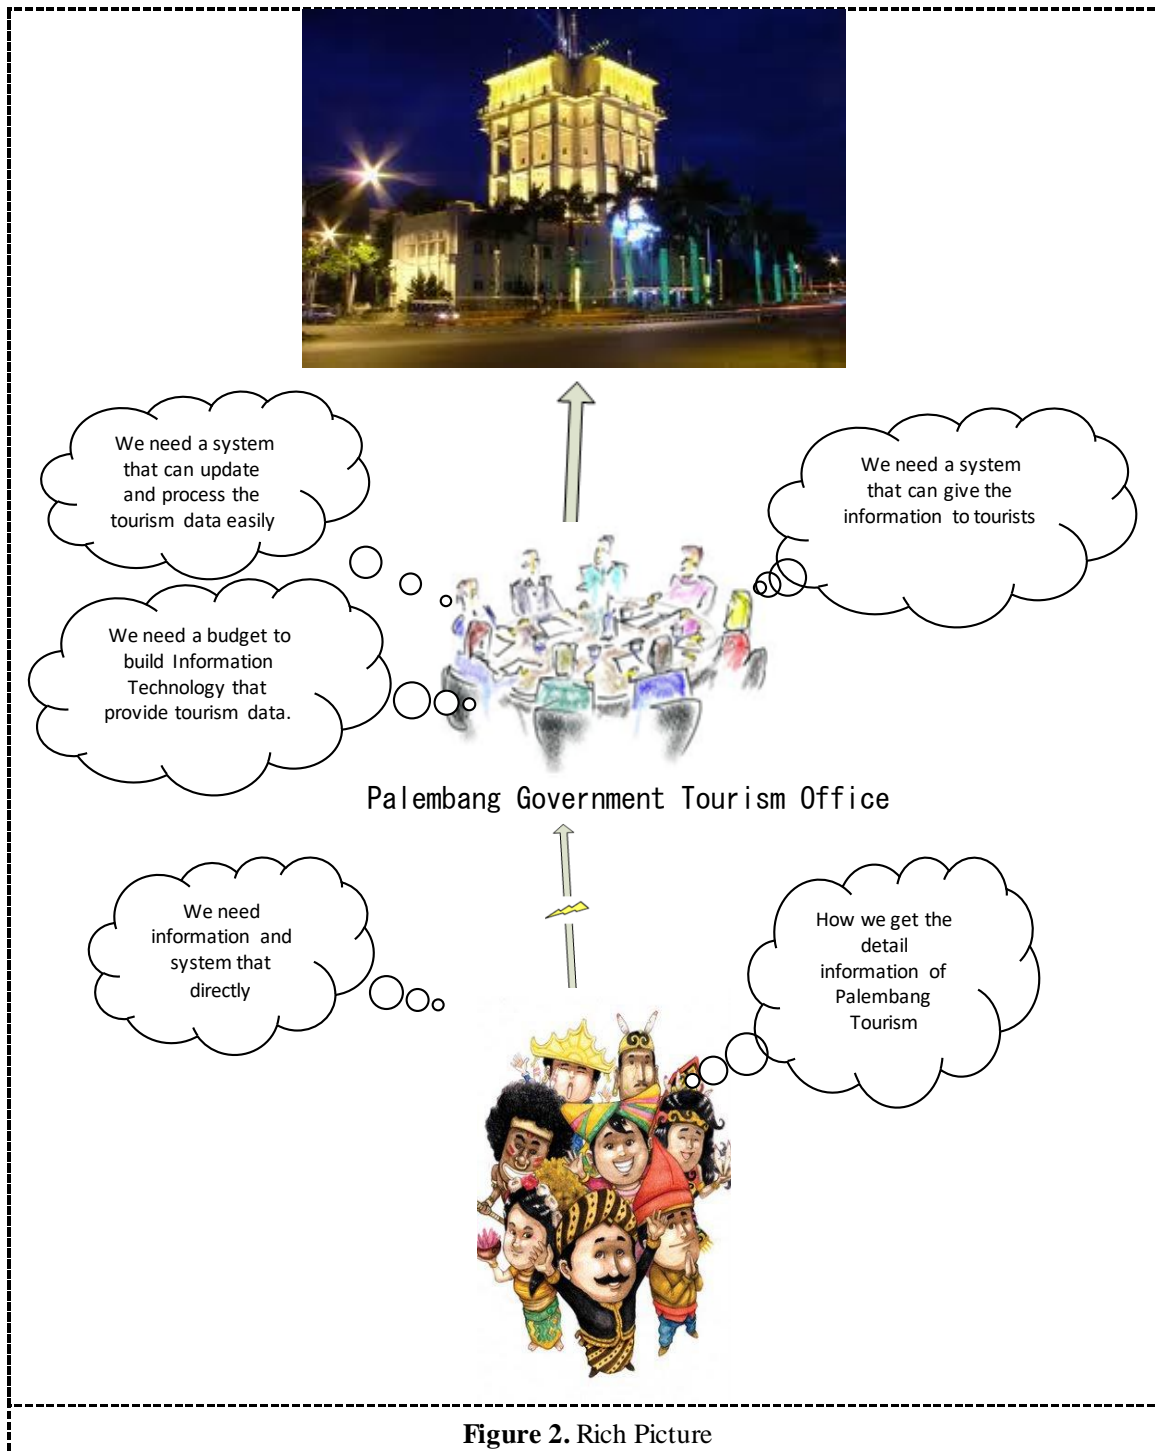 We need a system
that can update
and process the
tourism data easily
We need a system
that can give the
information to tourists
We need a budget to
build Information
Technology that
provide tourism data.
Palembang Government Tourism Office
We need
information and
system that
directly
How we get the
detail
information of
Palembang
Tourism
Figure 2. Rich Picture